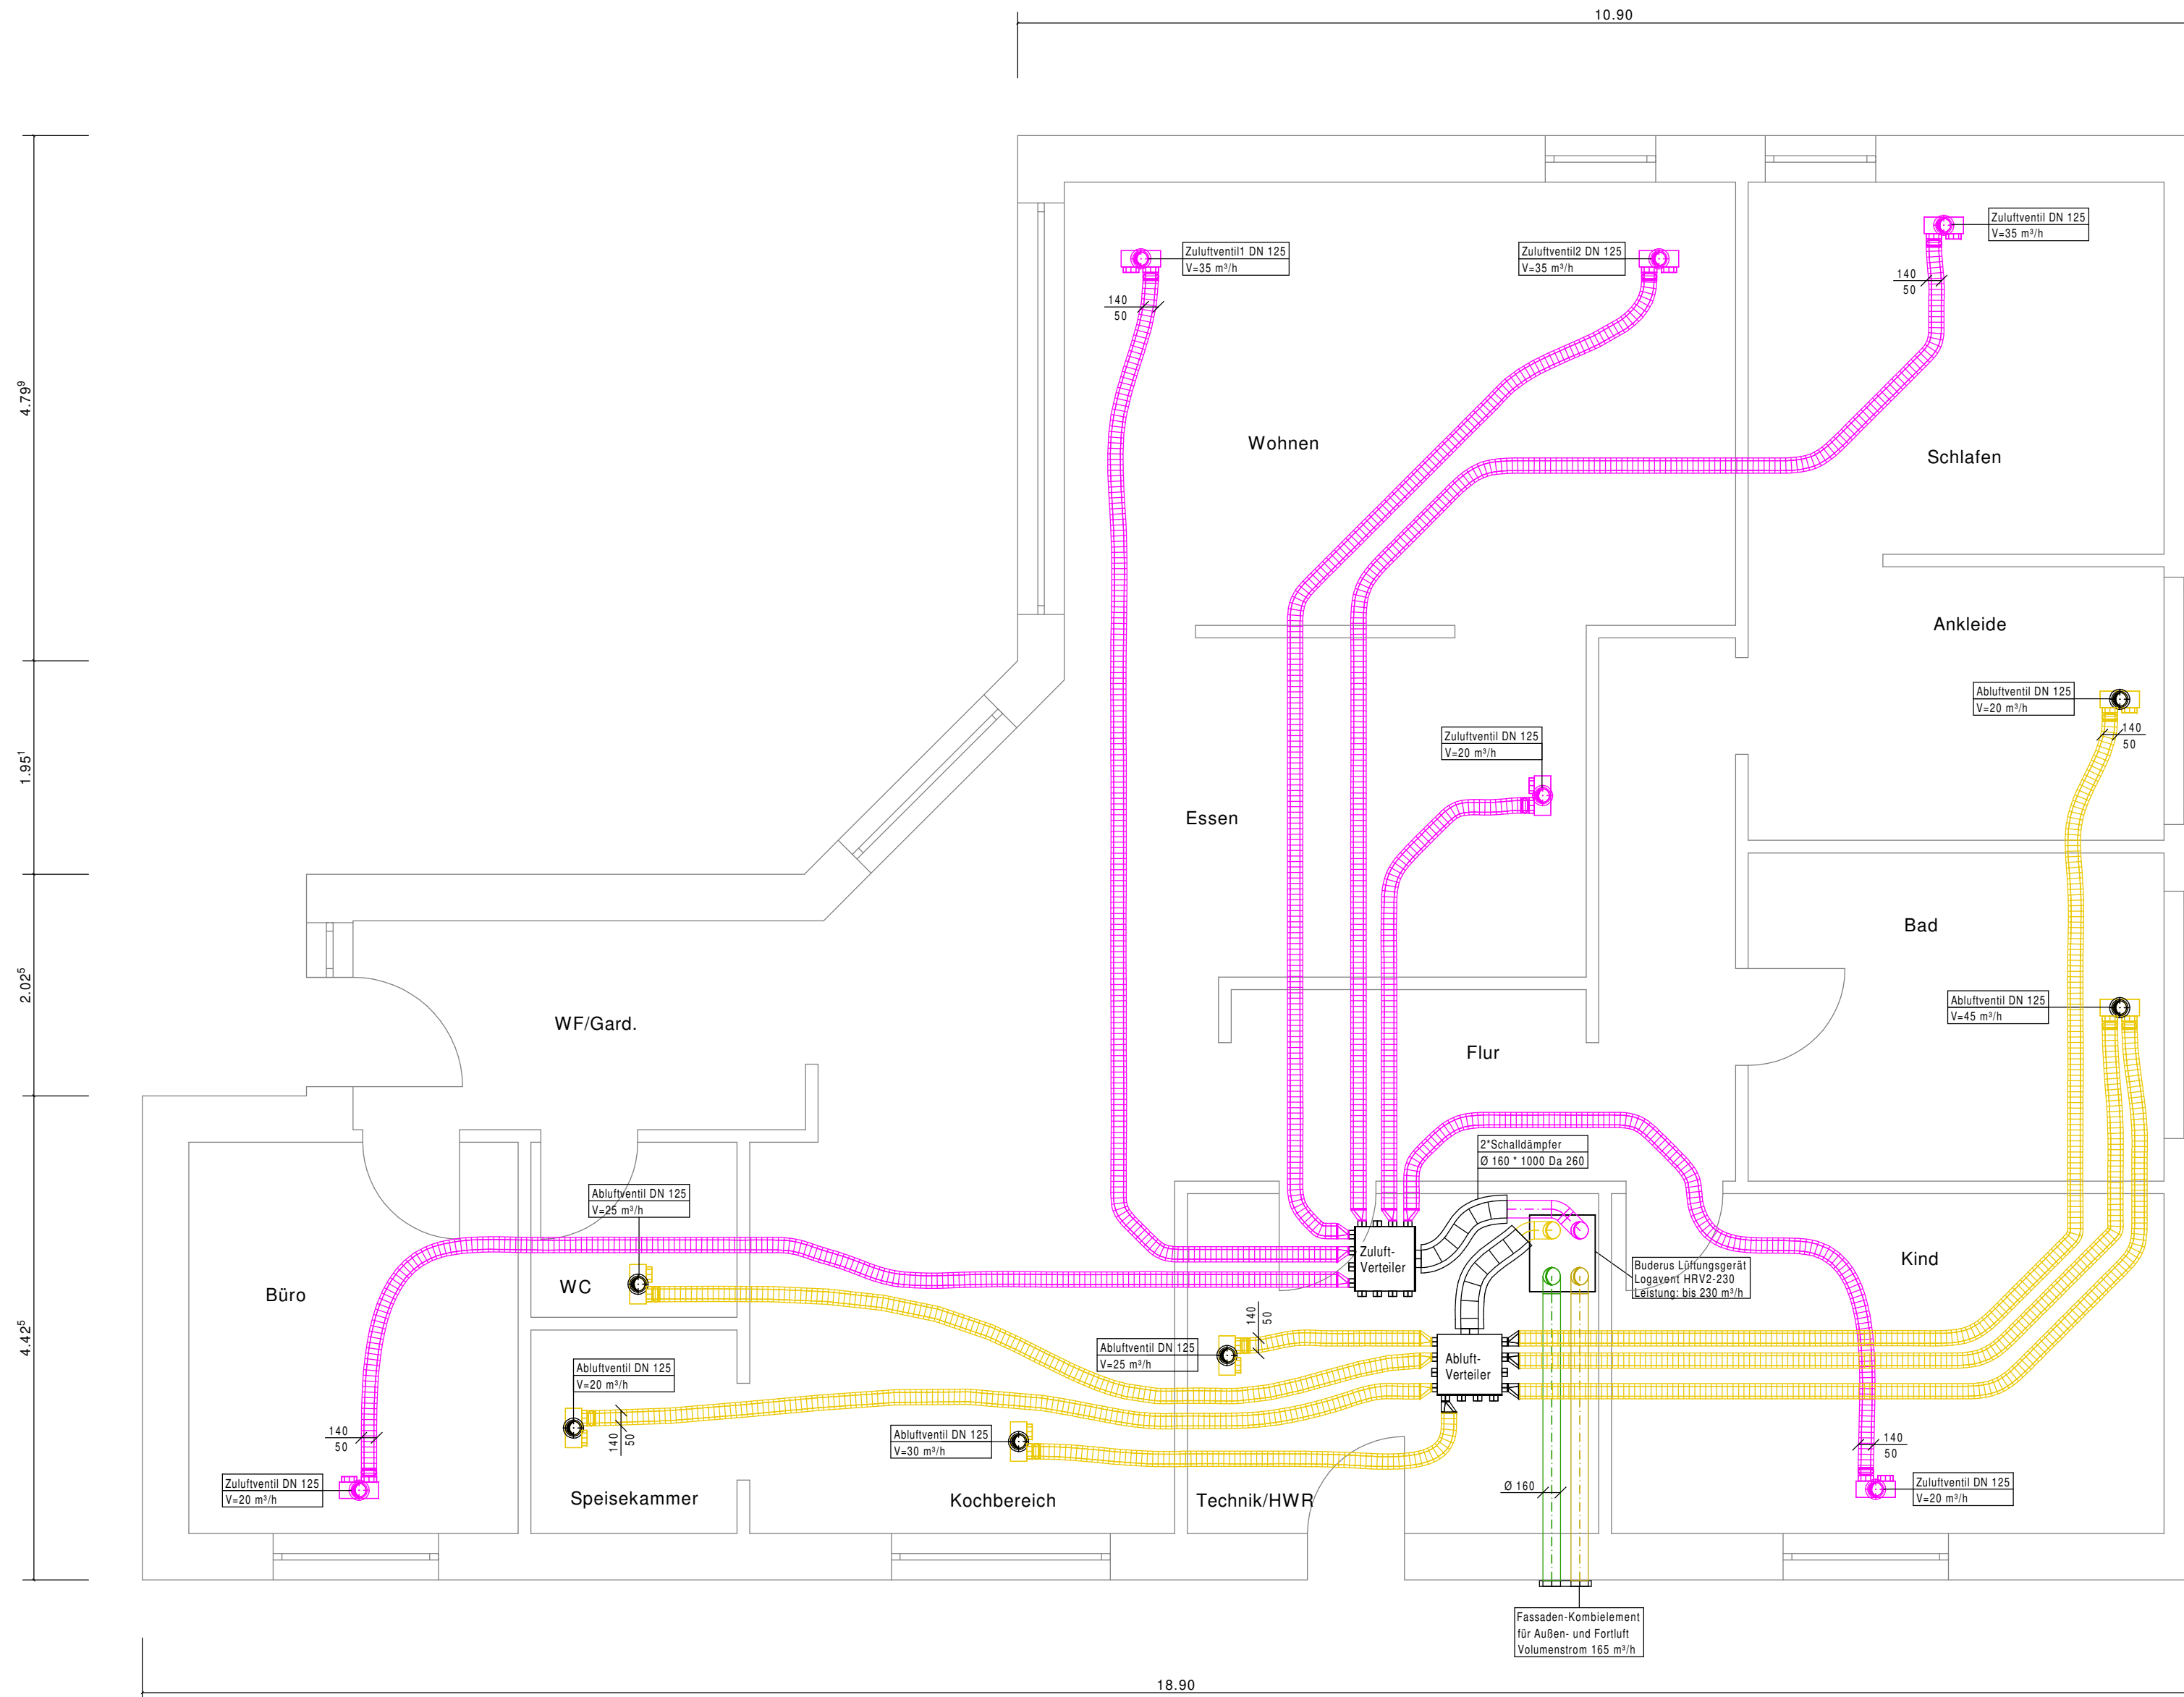 10.90
Zuluftventil DN 125
V=35 m³/h
Zuluftventil1 DN 125
V=35 m³/h
Zuluftventil2 DN 125
V=35 m³/h
140
50
140
50
4.79⁹
Wohnen
Schlafen
Ankleide
Abluftventil DN 125
V=20 m³/h
140
50
Zuluftventil DN 125
V=20 m³/h
1.95¹
Essen
Bad
2.02⁵
Abluftventil DN 125
V=45 m³/h
WF/Gard.
Flur
2*Schalldämpfer
Ø 160 * 1000 Da 260
Abluftventil DN 125
V=25 m³/h
Zuluft-
Verteiler
Buderus Lüftungsgerät
Logavent HRV2-230
Leistung: bis 230 m³/h
Kind
Büro
WC
4.42⁵
140
50
Abluftventil DN 125
V=25 m³/h
Abluft-
Verteiler
Abluftventil DN 125
V=20 m³/h
140
50
140
50
Abluftventil DN 125
V=30 m³/h
140
50
Zuluftventil DN 125
V=20 m³/h
Speisekammer
Kochbereich
Technik/HWR
Ø 160
Zuluftventil DN 125
V=20 m³/h
Fassaden-Kombielement
für Außen- und Fortluft
Volumenstrom 165 m³/h
18.90